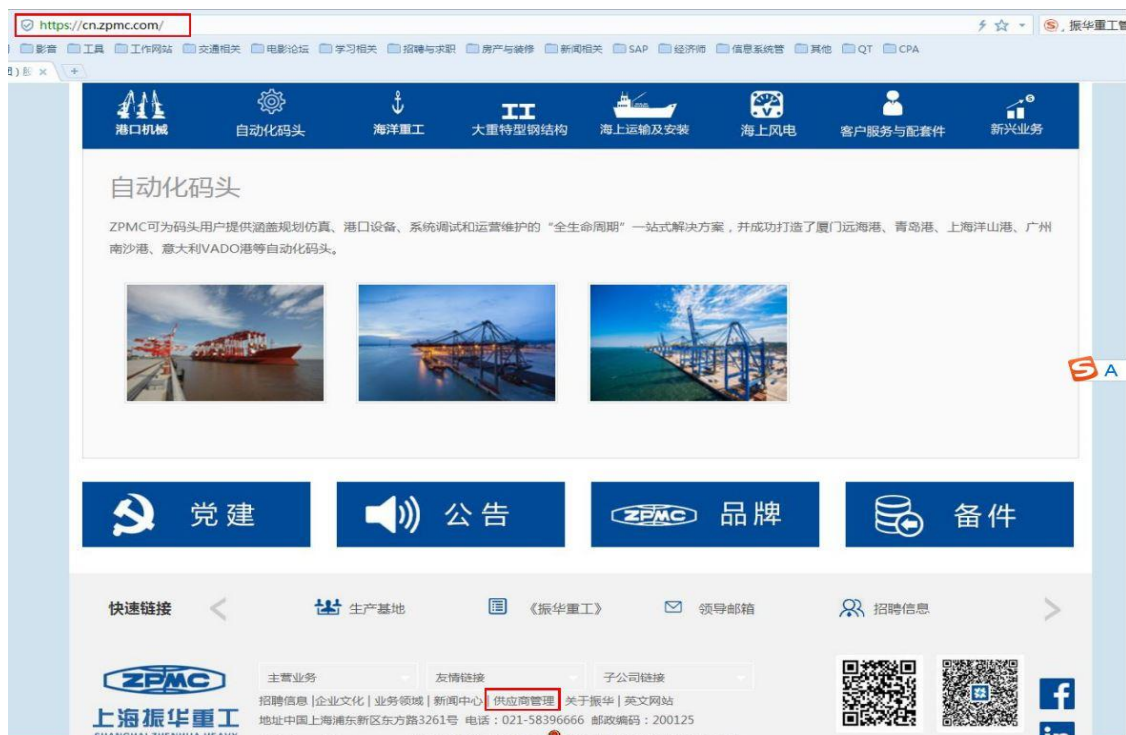 https://cn.zpmc.com/
振华重工管
影音 工具 工作网站 交通相关 电影论坛 学习相关 招聘与求职 房产与装修 新闻相关 SAP 经济师 信息系统管 其他 QT CPA
港口机械 自动化码头 海洋重工 大重特型钢结构 海上运输及安装 海上风电 客户服务与配套件 新兴业务
自动化码头
ZPMC可为码头用户提供涵盖规划仿真、港口设备、系统调试和运营维护的“全生命周期”一站式解决方案，并成功打造了厦门远海港、青岛港、上海洋山港、广州
南沙港、意大利VADO港等自动化码头。
A
党建 公告 ZPMC 品牌 备件
快速链接 生产基地 《振华重工》 领导邮箱 招聘信息
ZPMC
上海振华重工
主营业务 友情链接 子公司链接
招聘信息|企业文化|业务领域|新闻中心|供应商管理 关于振华|英文网站
地址中国上海浦东新区东方路3261号 电话：021-58396666 邮政编码：200125